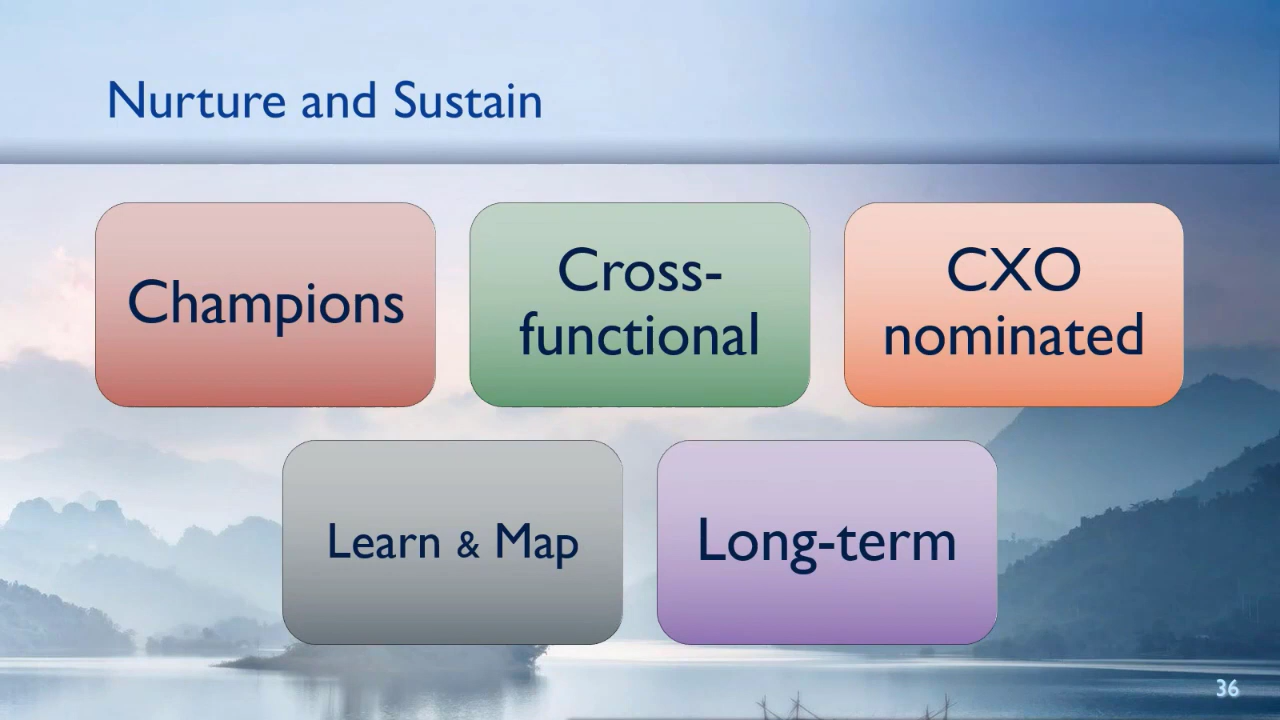 Nurture and Sustain
Champions
Cross-
functional
CXO
nominated
Learn & Map
Long-term
36